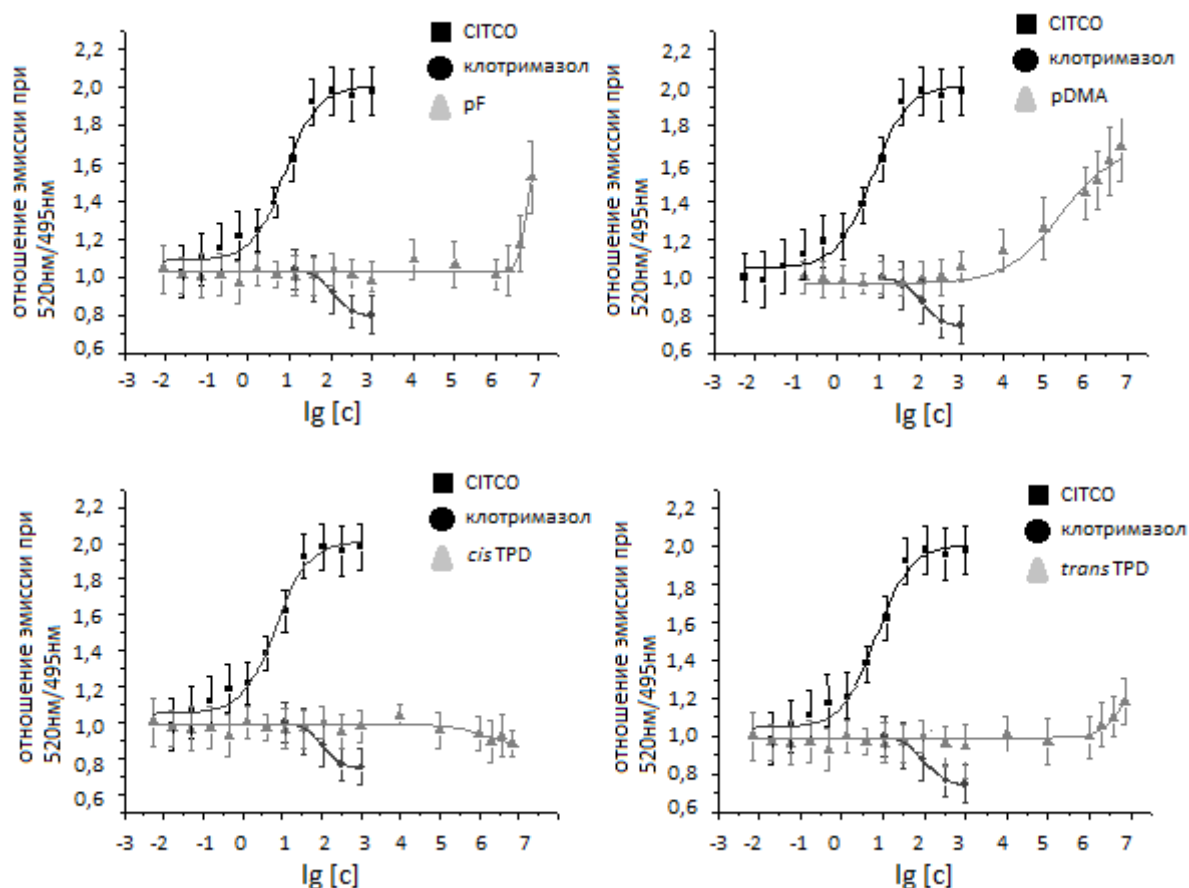 CITCO
клотримазол
pF
отношение эмиссии при
520нм/495нм
2,2
2,0
1,8
1,6
1,4
1,2
1,0
0,8
0,6
-3 -2 -1 0 1 2 3 4 5 6 7
lg [c]
CITCO
клотримазол
pDMA
отношение эмиссии при
520нм/495нм
2,2
2,0
1,8
1,6
1,4
1,2
1,0
0,8
0,6
-3 -2 -1 0 1 2 3 4 5 6 7
lg [c]
CITCO
клотримазол
cis TPD
отношение эмиссии при
520нм/495нм
2,2
2,0
1,8
1,6
1,4
1,2
1,0
0,8
0,6
-3 -2 -1 0 1 2 3 4 5 6 7
lg [c]
CITCO
клотримазол
trans TPD
отношение эмиссии при
520нм/495нм
2,2
2,0
1,8
1,6
1,4
1,2
1,0
0,8
0,6
-3 -2 -1 0 1 2 3 4 5 6 7
lg [c]